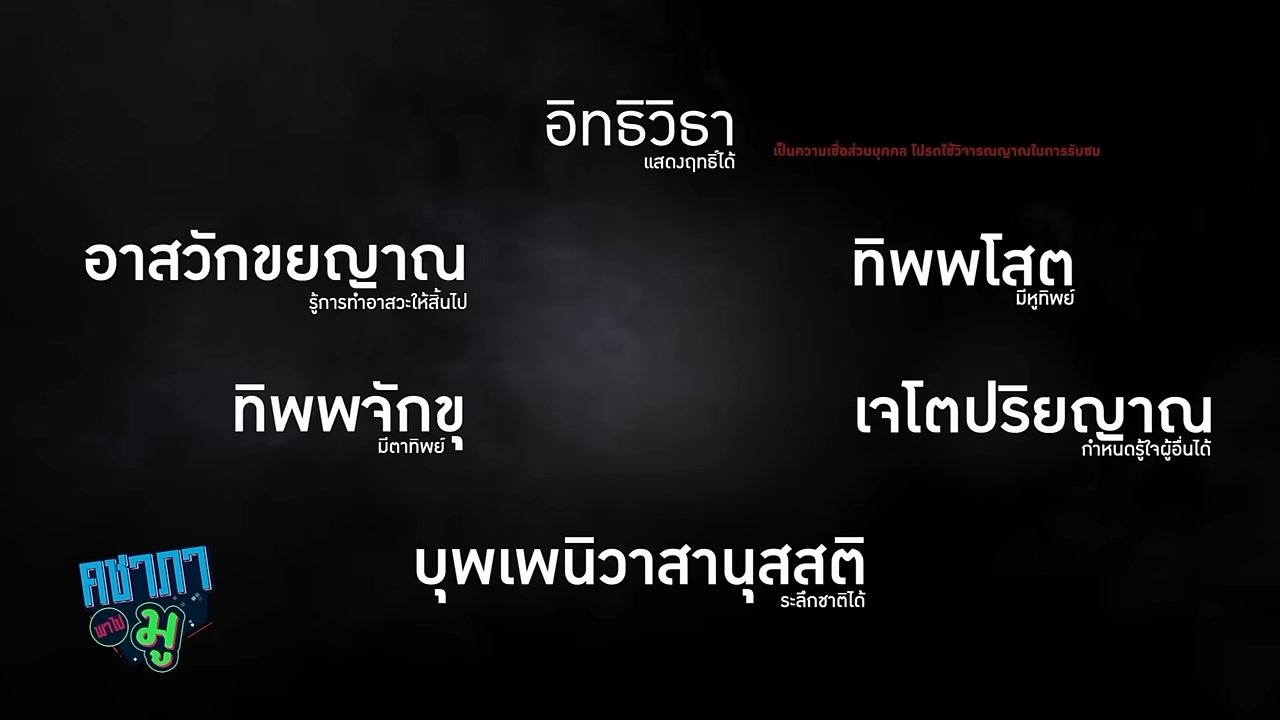 อิทธิวิธา
แสดงฤทธิ์ได้
เป็นความเชื่อส่วนบุคคล โปรดใช้วิจารณญาณในการรับชม
อาสวักขยญาณ
รู้การทำอาสวะให้สิ้นไป
ทิพพโสต
มีหูทิพย์
ทิพพจักขุ
มีตาทิพย์
เจโตปริยญาณ
กำหนดรู้ใจผู้อื่นได้
บุพเพนิวาสานุสสติ
ระลึกชาติได้
คชาภา
พาไป
มู